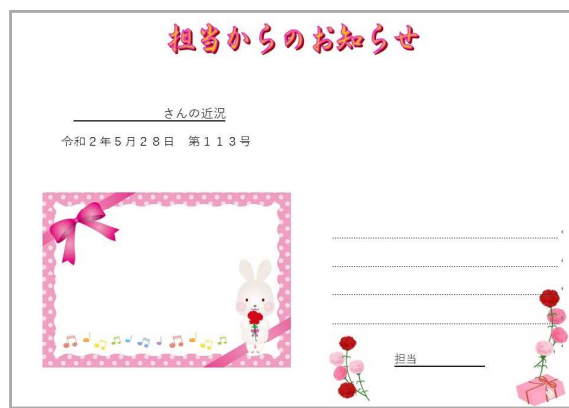 担当からのお知らせ
さんの近況
令和２年５月２８日　第１１３号
担当